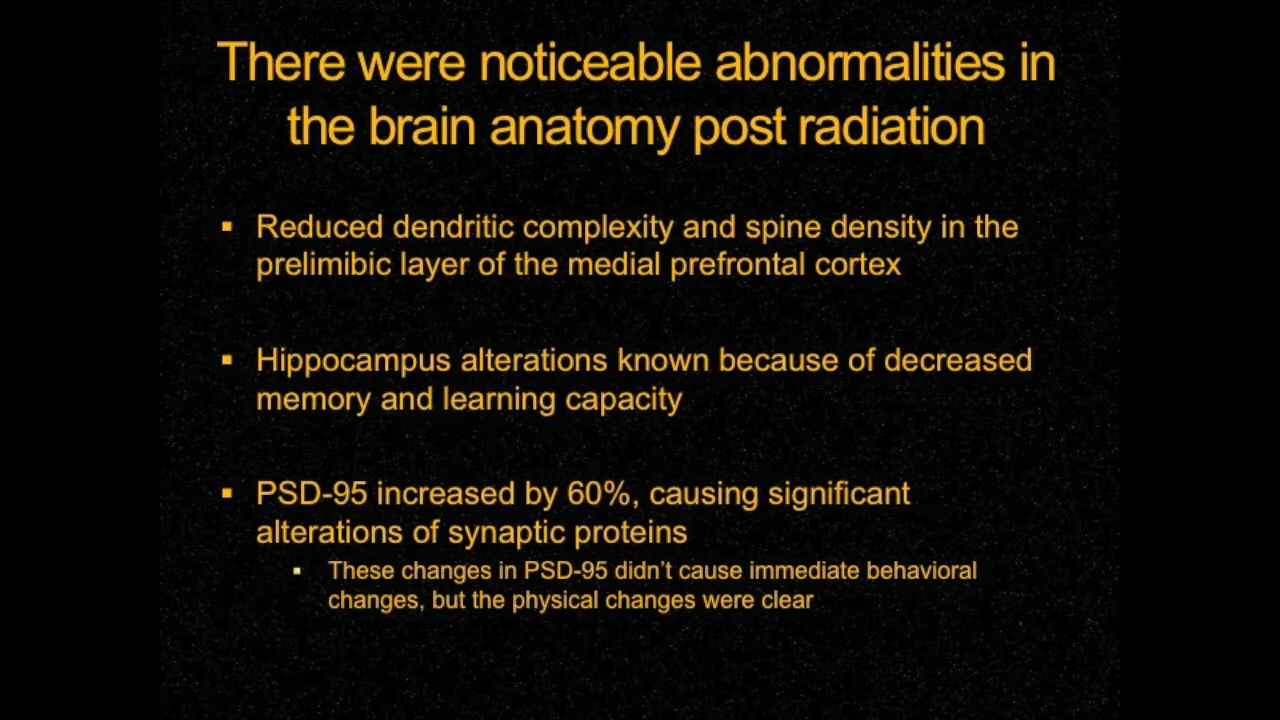 There were noticeable abnormalities in
the brain anatomy post radiation
▪ Reduced dendritic complexity and spine density in the
prelimibic layer of the medial prefrontal cortex
▪ Hippocampus alterations known because of decreased
memory and learning capacity
▪ PSD-95 increased by 60%, causing significant
alterations of synaptic proteins
▪ These changes in PSD-95 didn't cause immediate behavioral
changes, but the physical changes were clear